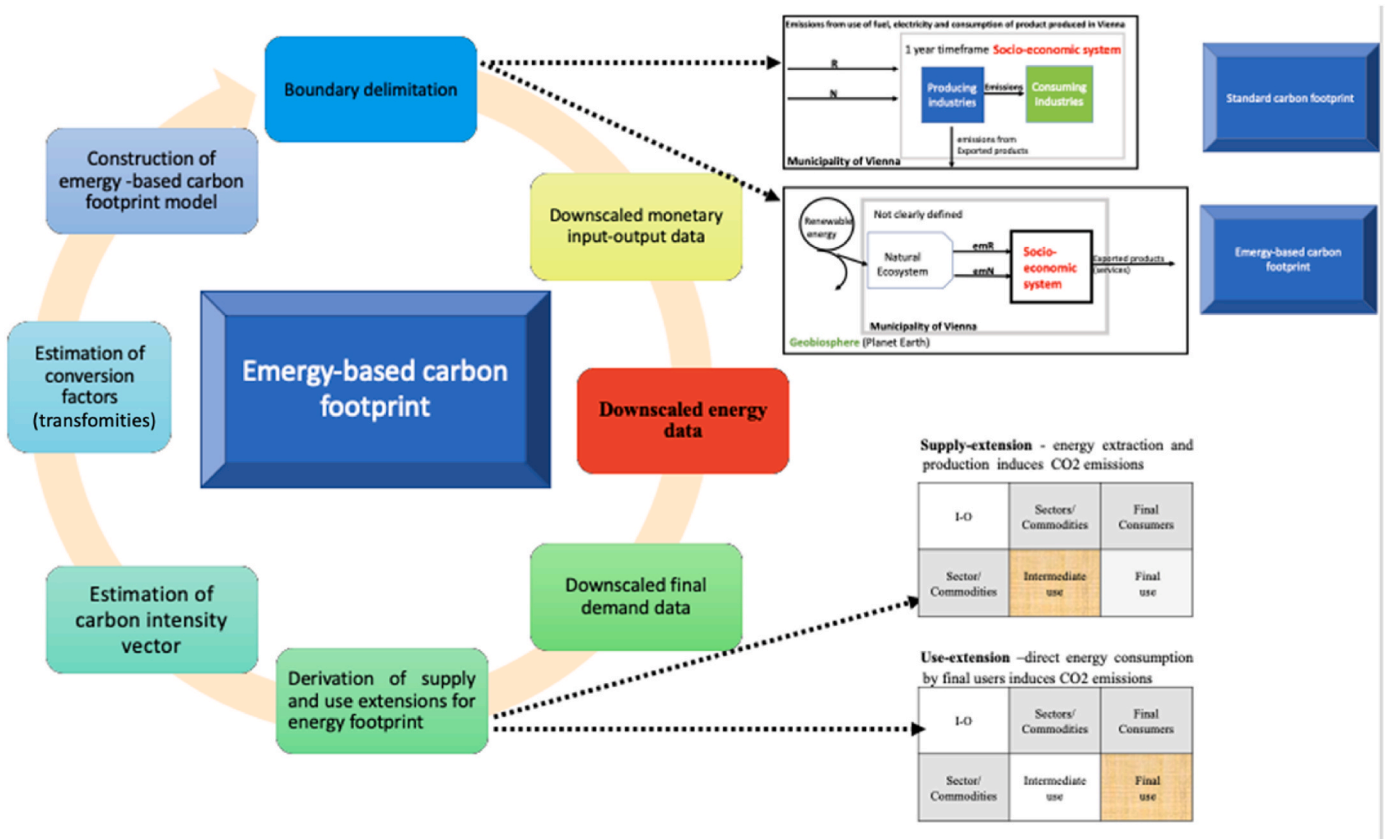 Boundary delimitation
Construction of
emergy -based carbon
footprint model
Downscaled monetary
input-output data
Estimation of
conversion
factors
(transfomities)
Emergy-based carbon
footprint
Downscaled energy
data
Estimation of
carbon intensity
vector
Downscaled final
demand data
Derivation of supply
and use extensions for
energy footprint
Emissions from use of fuel, electricity and consumption of product produced in Vienna
1 year timeframe Socio-economic system
R
N
Producing
industries
Emissions
Consuming
industries
emissions from
Exported products
Municipality of Vienna
Standard carbon footprint
Renewable
energy
Not clearly defined
Natural
Ecosystem
emR
emN
Socio-
economic
system
Exported products
(services)
Municipality of Vienna
Geobiosphere (Planet Earth)
Emergy-based carbon
footprint
Supply-extension - energy extraction and
production induces CO2 emissions
I-O
Sectors/
Commodities
Final
Consumers
Sector/
Commodities
Intermediate
use
Final
use
Use-extension –direct energy consumption
by final users induces CO2 emissions
I-O
Sectors/
Commodities
Final
Consumers
Sector/
Commodities
Intermediate
use
Final
use